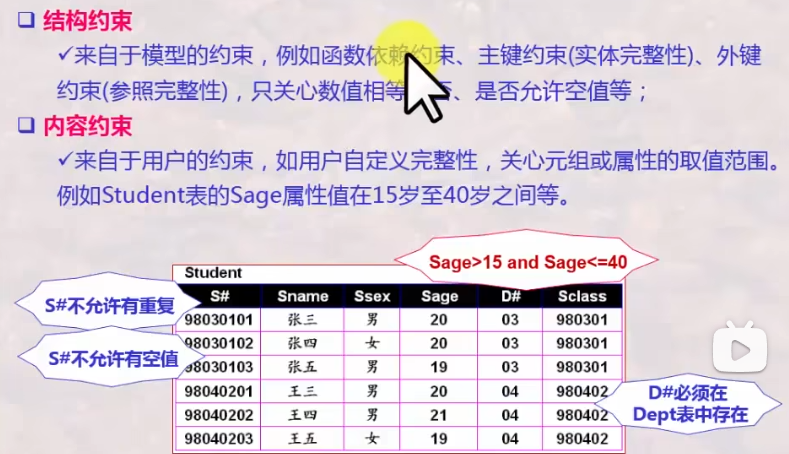 结构约束
✓来自于模型的约束，例如函数依赖约束、主键约束(实体完整性)、外键
约束(参照完整性)，只关心数值相等 否、是否允许空值等；
内容约束
✓来自于用户的约束，如用户自定义完整性，关心元组或属性的取值范围。
例如Student表的Sage属性值在15岁至40岁之间等。
Sage>15 and Sage<=40
Student
S# Sname Ssex Sage D# Sclass
S#不允许有重复
98030101 张三 男 20 03 980301
98030102 张四 女 20 03 980301
S#不允许有空值
98030103 张五 男 19 03 980301
98040201 王三 男 20 04 980402
D#必须在
Dept表中存在
98040202 王四 男 21 04 980402
98040203 王五 女 19 04 980402